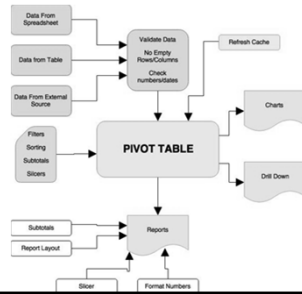 Data From
Spreadsheet
Data from Table
Data From External
Source
Validate Data
No Empty
Rows/Columns
Check
numbers/dates
Refresh Cache
Filters
Sorting
Subtotals
Slicers
PIVOT TABLE
Charts
Drill Down
Subtotals
Report Layout
Reports
Slicer
Format Numbers